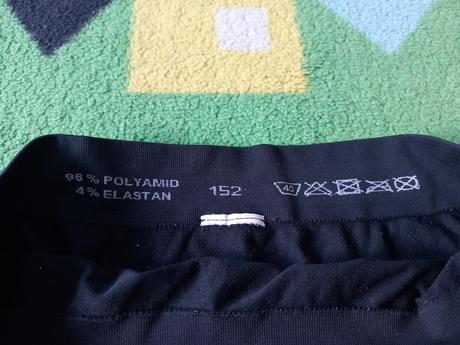 96% POLYAMID 152 40
4% ELASTAN